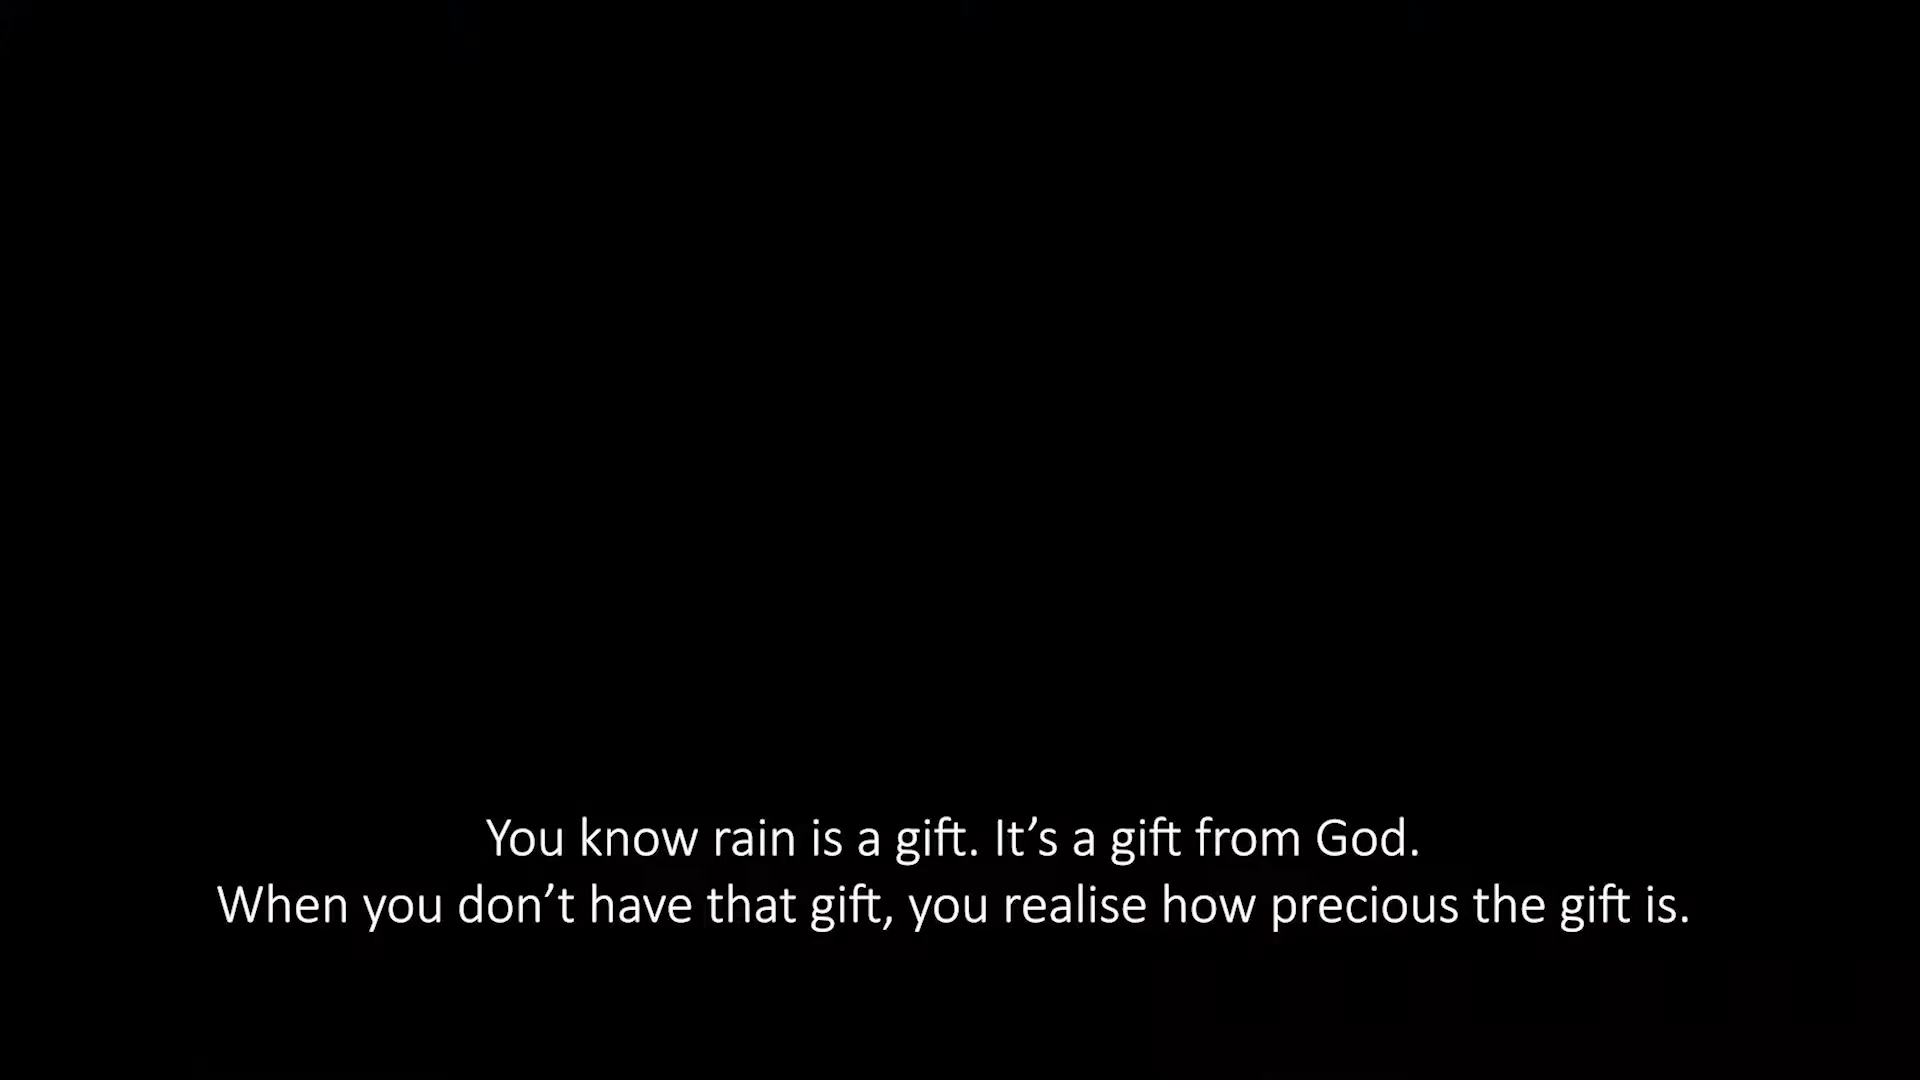 You know rain is a gift. It’s a gift from God.
When you don’t have that gift, you realise how precious the gift is.